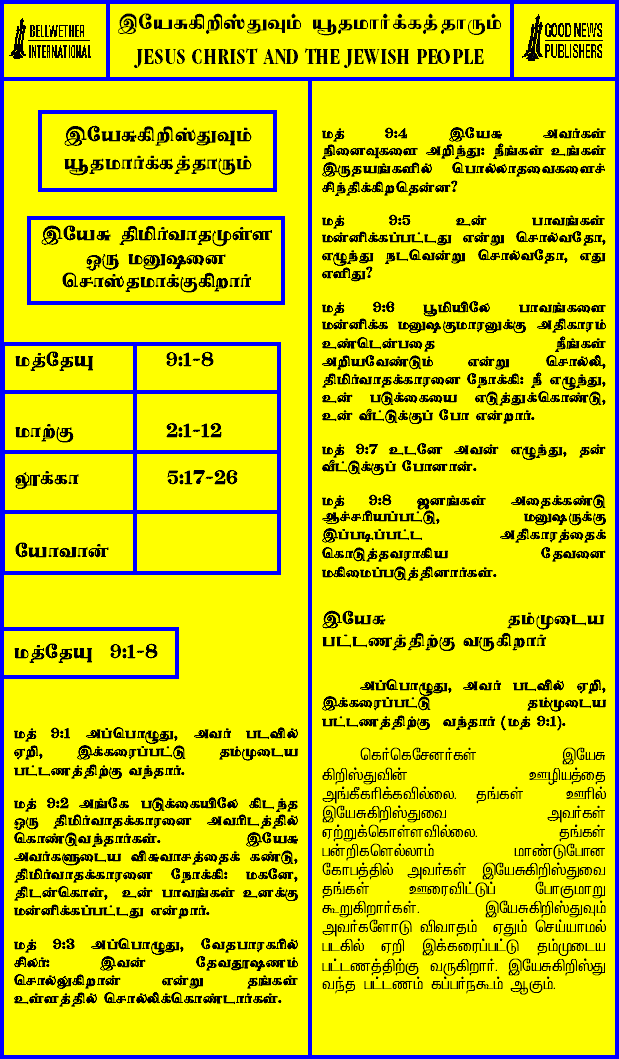 BELLWETHER
INTERNATIONAL
இயேசுகிறிஸ்துவும் யூதமார்க்கத்தாரும்
JESUS CHRIST AND THE JEWISH PEOPLE
GOOD NEWS
PUBLISHERS
இயேசுகிறிஸ்துவும்
யூதமார்க்கத்தாரும்
இயேசு திமிர்வாதமுள்ள
ஒரு மனுஷனை
சொஸ்தமாக்குகிறார்
மத்தேயு 9:1-8
மாற்கு 2:1-12
லூக்கா 5:17-26
யோவான்
மத்தேயு 9:1-8
மத் 9:1 அப்பொழுது, அவர் படவில்
ஏறி, இக்கரைப்பட்டு தம்முடைய
பட்டணத்திற்கு வந்தார்.
மத் 9:2 அங்கே படுக்கையிலே கிடந்த
ஒரு திமிர்வாதக்காரனை அவரிடத்தில்
கொண்டுவந்தார்கள். இயேசு
அவர்களுடைய விசுவாசத்தைக் கண்டு,
திமிர்வாதக்காரனை நோக்கி: மகனே,
திடன்கொள், உன் பாவங்கள் உனக்கு
மன்னிக்கப்பட்டது என்றார்.
மத் 9:3 அப்பொழுது, வேதபாரகரில்
சிலர்: இவன் தேவதூஷணம்
சொல்லுகிறான் என்று தங்கள்
உள்ளத்தில் சொல்லிக்கொண்டார்கள்.
மத் 9:4 இயேசு அவர்கள்
நினைவுகளை அறிந்து: நீங்கள் உங்கள்
இருதயங்களில் பொல்லாதவைகளைச்
சிந்திக்கிறதென்ன?
மத் 9:5 உன் பாவங்கள்
மன்னிக்கப்பட்டது என்று சொல்வதோ,
எழுந்து நடவென்று சொல்வதோ, எது
எளிது?
மத் 9:6 பூமியிலே பாவங்களை
மன்னிக்க மனுஷகுமாரனுக்கு அதிகாரம்
உண்டென்பதை நீங்கள்
அறியவேண்டும் என்று சொல்லி,
திமிர்வாதக்காரனை நோக்கி: நீ எழுந்து,
உன் படுக்கையை எடுத்துக்கொண்டு,
உன் வீட்டுக்குப் போ என்றார்.
மத் 9:7 உடனே அவன் எழுந்து, தன்
வீட்டுக்குப் போனான்.
மத் 9:8 ஜனங்கள் அதைக்கண்டு
ஆச்சரியப்பட்டு, மனுஷருக்கு
இப்படிப்பட்ட அதிகாரத்தைக்
கொடுத்தவராகிய தேவனை
மகிமைப்படுத்தினார்கள்.
இயேசு தம்முடைய
பட்டணத்திற்கு வருகிறார்
அப்பொழுது, அவர் படவில் ஏறி,
இக்கரைப்பட்டு தம்முடைய
பட்டணத்திற்கு வந்தார் (மத் 9:1).
கெர்கெசேனர்கள் இயேசு
கிறிஸ்துவின் ஊழியத்தை
அங்கீகரிக்கவில்லை. தங்கள் ஊரில்
இயேசுகிறிஸ்துவை அவர்கள்
ஏற்றுக்கொள்ளவில்லை. தங்கள்
பன்றிகளெல்லாம் மாண்டுபோன
கோபத்தில் அவர்கள் இயேசுகிறிஸ்துவை
தங்கள் ஊரைவிட்டுப் போகுமாறு
கூறுகிறார்கள். இயேசுகிறிஸ்துவும்
அவர்களோடு விவாதம் ஏதும் செய்யாமல்
படகில் ஏறி இக்கரைப்பட்டு தம்முடைய
பட்டணத்திற்கு வருகிறார். இயேசுகிறிஸ்து
வந்த பட்டணம் கப்பர்நகூம் ஆகும்.